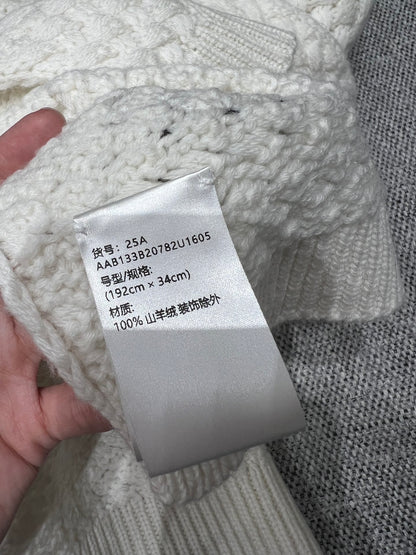 货号：25A
AAB133B20782U1605
号型/规格:
(192cm × 34cm)
材质:
100% 山羊绒 装饰除外